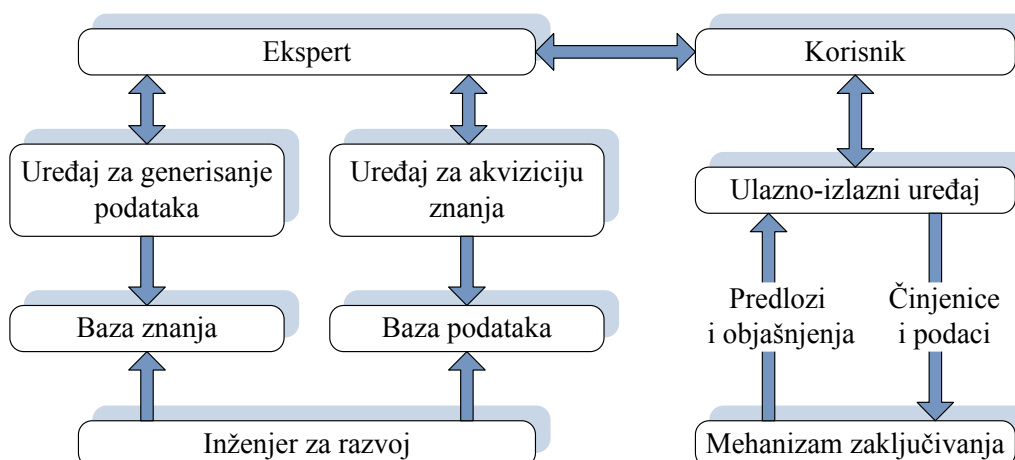 Ekspert
Korisnik
Uređaj za generisanje
podataka
Uređaj za akviziciju
znanja
Ulazno-izlazni uređaj
Predlozi
i objašnjenja
Činjenice
i podaci
Baza znanja
Baza podataka
Inženjer za razvoj
Mehanizam zaključivanja